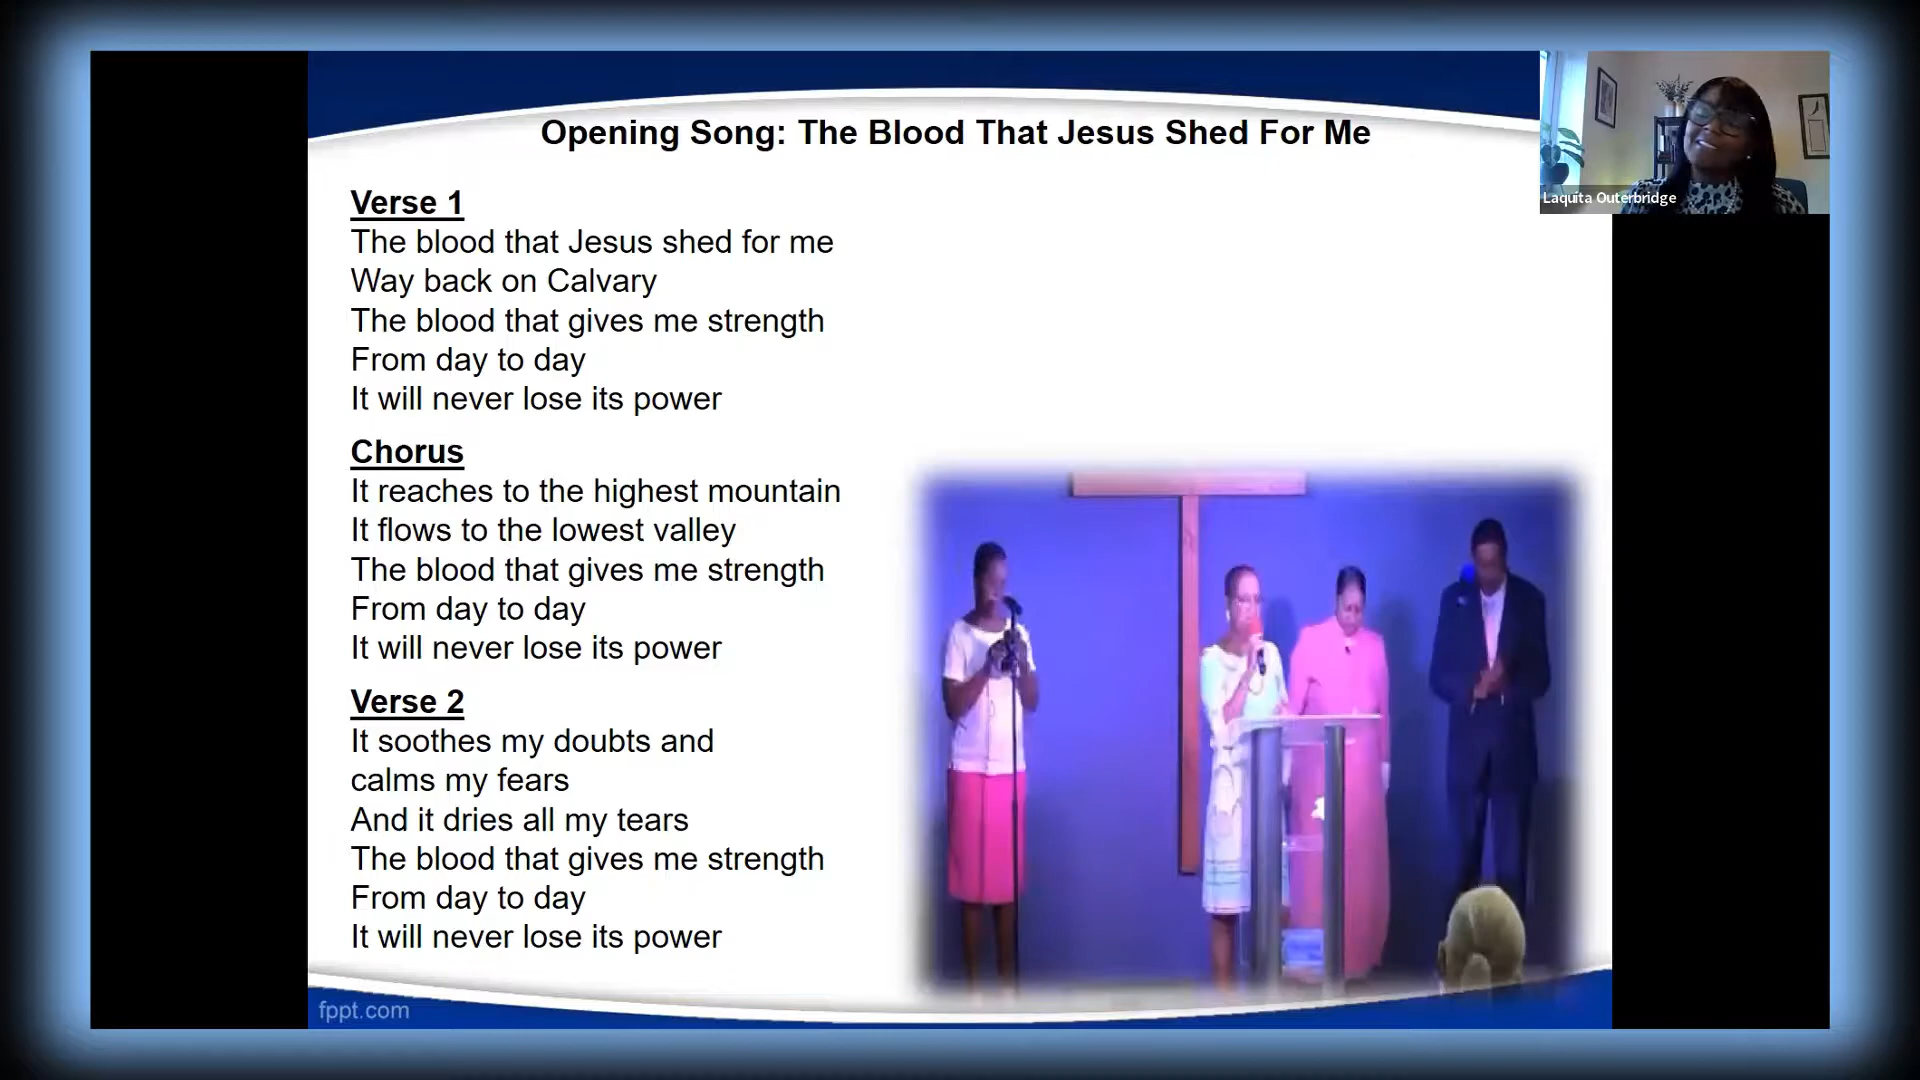 Opening Song: The Blood That Jesus Shed For Me
Laquita Outerbridge
Verse 1
The blood that Jesus shed for me
Way back on Calvary
The blood that gives me strength
From day to day
It will never lose its power
Chorus
It reaches to the highest mountain
It flows to the lowest valley
The blood that gives me strength
From day to day
It will never lose its power
Verse 2
It soothes my doubts and
calms my fears
And it dries all my tears
The blood that gives me strength
From day to day
It will never lose its power
fppt.com